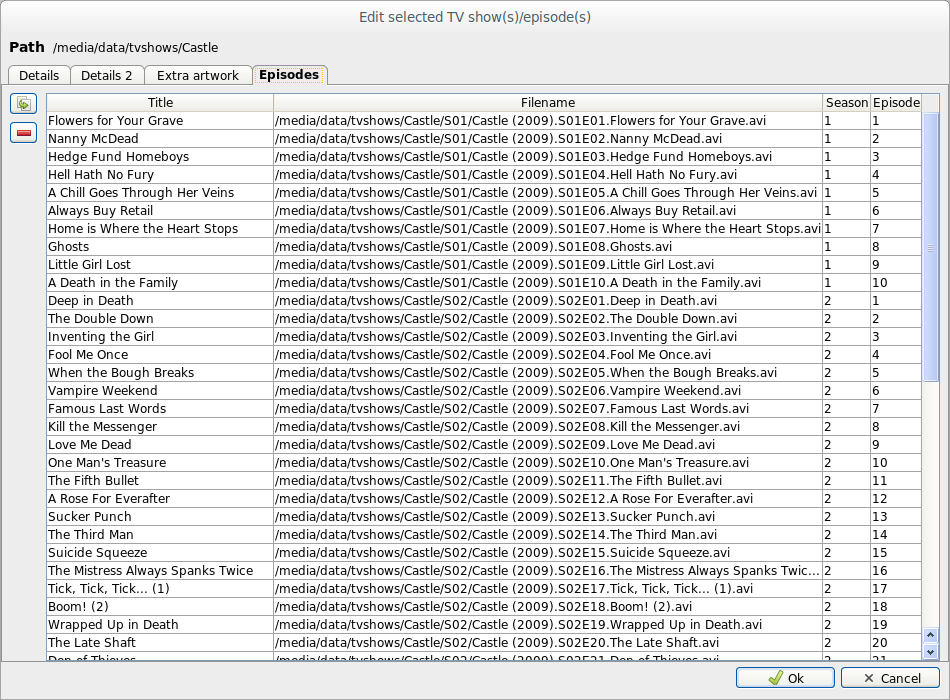 Edit selected TV show(s)/episode(s)
Path /media/data/tvshows/Castle
Details Details 2 Extra artwork Episodes
Title Filename Season Episode
Flowers for Your Grave /media/data/tvshows/Castle/S01/Castle (2009).S01E01.Flowers for Your Grave.avi 1 1
Nanny McDead /media/data/tvshows/Castle/S01/Castle (2009).S01E02.Nanny McDead.avi 1 2
Hedge Fund Homeboys /media/data/tvshows/Castle/S01/Castle (2009).S01E03.Hedge Fund Homeboys.avi 1 3
Hell Hath No Fury /media/data/tvshows/Castle/S01/Castle (2009).S01E04.Hell Hath No Fury.avi 1 4
A Chill Goes Through Her Veins /media/data/tvshows/Castle/S01/Castle (2009).S01E05.A Chill Goes Through Her Veins.avi 1 5
Always Buy Retail /media/data/tvshows/Castle/S01/Castle (2009).S01E06.Always Buy Retail.avi 1 6
Home is Where the Heart Stops /media/data/tvshows/Castle/S01/Castle (2009).S01E07.Home is Where the Heart Stops.avi 1 7
Ghosts /media/data/tvshows/Castle/S01/Castle (2009).S01E08.Ghosts.avi 1 8
Little Girl Lost /media/data/tvshows/Castle/S01/Castle (2009).S01E09.Little Girl Lost.avi 1 9
A Death in the Family /media/data/tvshows/Castle/S01/Castle (2009).S01E10.A Death in the Family.avi 1 10
Deep in Death /media/data/tvshows/Castle/S02/Castle (2009).S02E01.Deep in Death.avi 2 1
The Double Down /media/data/tvshows/Castle/S02/Castle (2009).S02E02.The Double Down.avi 2 2
Inventing the Girl /media/data/tvshows/Castle/S02/Castle (2009).S02E03.Inventing the Girl.avi 2 3
Fool Me Once /media/data/tvshows/Castle/S02/Castle (2009).S02E04.Fool Me Once.avi 2 4
When the Bough Breaks /media/data/tvshows/Castle/S02/Castle (2009).S02E05.When the Bough Breaks.avi 2 5
Vampire Weekend /media/data/tvshows/Castle/S02/Castle (2009).S02E06.Vampire Weekend.avi 2 6
Famous Last Words /media/data/tvshows/Castle/S02/Castle (2009).S02E07.Famous Last Words.avi 2 7
Kill the Messenger /media/data/tvshows/Castle/S02/Castle (2009).S02E08.Kill the Messenger.avi 2 8
Love Me Dead /media/data/tvshows/Castle/S02/Castle (2009).S02E09.Love Me Dead.avi 2 9
One Man's Treasure /media/data/tvshows/Castle/S02/Castle (2009).S02E10.One Man's Treasure.avi 2 10
The Fifth Bullet /media/data/tvshows/Castle/S02/Castle (2009).S02E11.The Fifth Bullet.avi 2 11
A Rose For Everafter /media/data/tvshows/Castle/S02/Castle (2009).S02E12.A Rose For Everafter.avi 2 12
Sucker Punch /media/data/tvshows/Castle/S02/Castle (2009).S02E13.Sucker Punch.avi 2 13
The Third Man /media/data/tvshows/Castle/S02/Castle (2009).S02E14.The Third Man.avi 2 14
Suicide Squeeze /media/data/tvshows/Castle/S02/Castle (2009).S02E15.Suicide Squeeze.avi 2 15
The Mistress Always Spanks Twice /media/data/tvshows/Castle/S02/Castle (2009).S02E16.The Mistress Always Spanks Twic... 2 16
Tick, Tick, Tick... (1) /media/data/tvshows/Castle/S02/Castle (2009).S02E17.Tick, Tick, Tick... (1).avi 2 17
Boom! (2) /media/data/tvshows/Castle/S02/Castle (2009).S02E18.Boom! (2).avi 2 18
Wrapped Up in Death /media/data/tvshows/Castle/S02/Castle (2009).S02E19.Wrapped Up in Death.avi 2 19
The Late Shaft /media/data/tvshows/Castle/S02/Castle (2009).S02E20.The Late Shaft.avi 2 20
Den of Thieves /media/data/tvshows/Castle/S02/Castle (2009).S02E21.Den of Thieves.avi 2 21
Ok Cancel